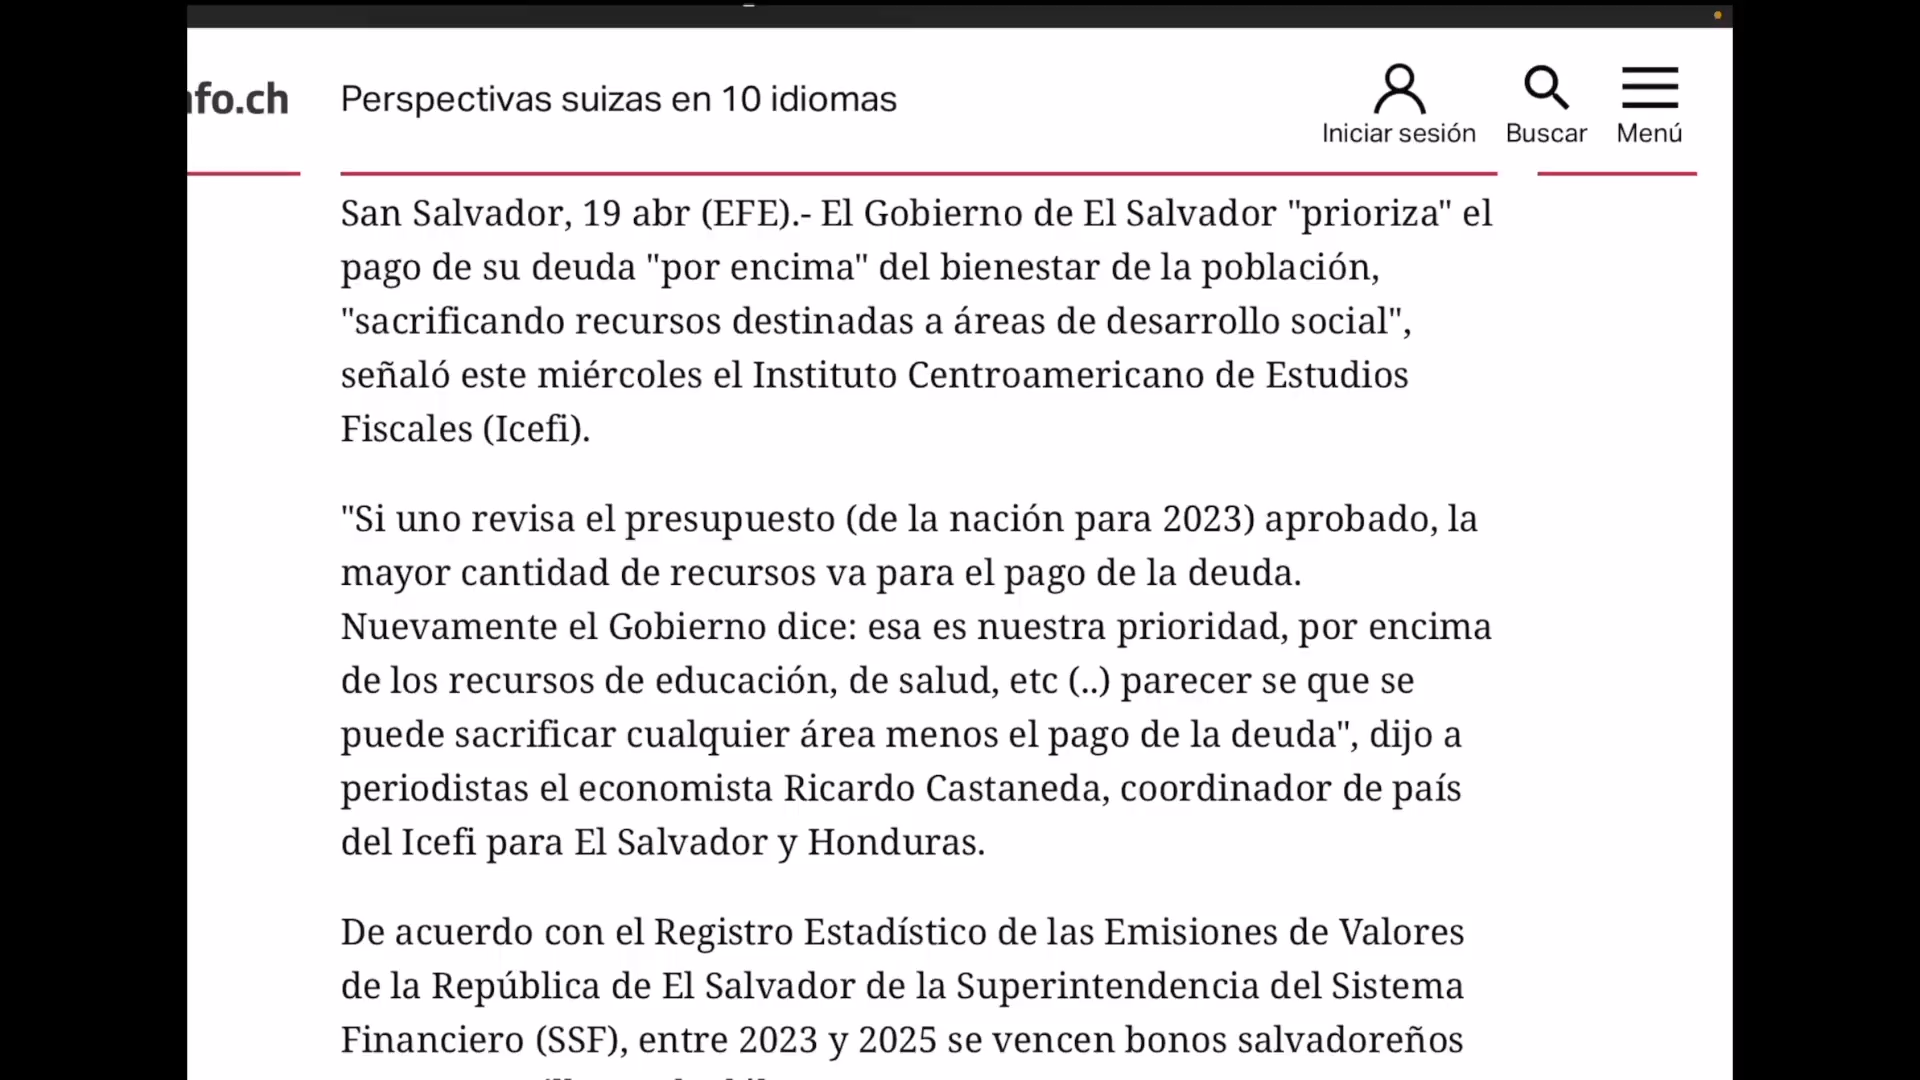 nfo.ch
Perspectivas suizas en 10 idiomas
Iniciar sesión
Buscar
Menú
San Salvador, 19 abr (EFE).- El Gobierno de El Salvador "prioriza" el
pago de su deuda "por encima" del bienestar de la población,
"sacrificando recursos destinadas a áreas de desarrollo social",
señaló este miércoles el Instituto Centroamericano de Estudios
Fiscales (Icefi).
"Si uno revisa el presupuesto (de la nación para 2023) aprobado, la
mayor cantidad de recursos va para el pago de la deuda.
Nuevamente el Gobierno dice: esa es nuestra prioridad, por encima
de los recursos de educación, de salud, etc (..) parecer se que se
puede sacrificar cualquier área menos el pago de la deuda", dijo a
periodistas el economista Ricardo Castaneda, coordinador de país
del Icefi para El Salvador y Honduras.
De acuerdo con el Registro Estadístico de las Emisiones de Valores
de la República de El Salvador de la Superintendencia del Sistema
Financiero (SSF), entre 2023 y 2025 se vencen bonos salvadoreños